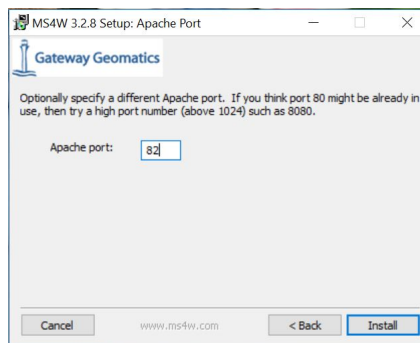 MS4W 3.2.8 Setup: Apache Port
Gateway Geomatics
Optionally specify a different Apache port. If you think port 80 might be already in
use, then try a high port number (above 1024) such as 8080.
Apache port: 82
Cancel www.ms4w.com < Back Install